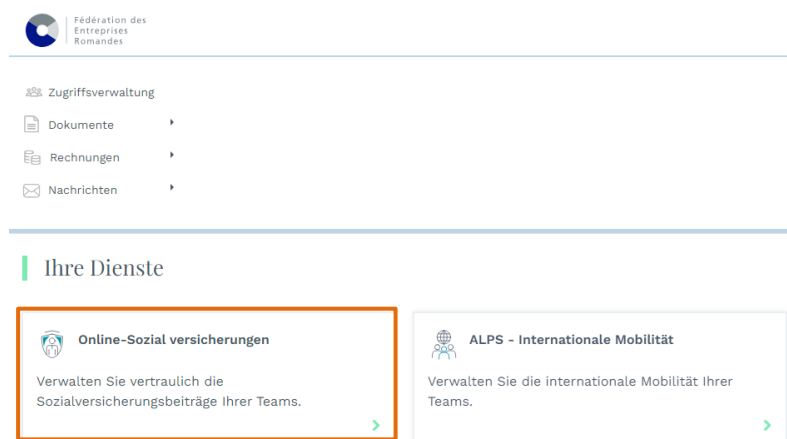 Fédération des
Entreprises
Romandes
Zugriffsverwaltung
Dokumente
Rechnungen
Nachrichten
Ihre Dienste
Online-Sozial versicherungen
Verwalten Sie vertraulich die
Sozialversicherungsbeiträge Ihrer Teams.
ALPS - Internationale Mobilität
Verwalten Sie die internationale Mobilität Ihrer
Teams.